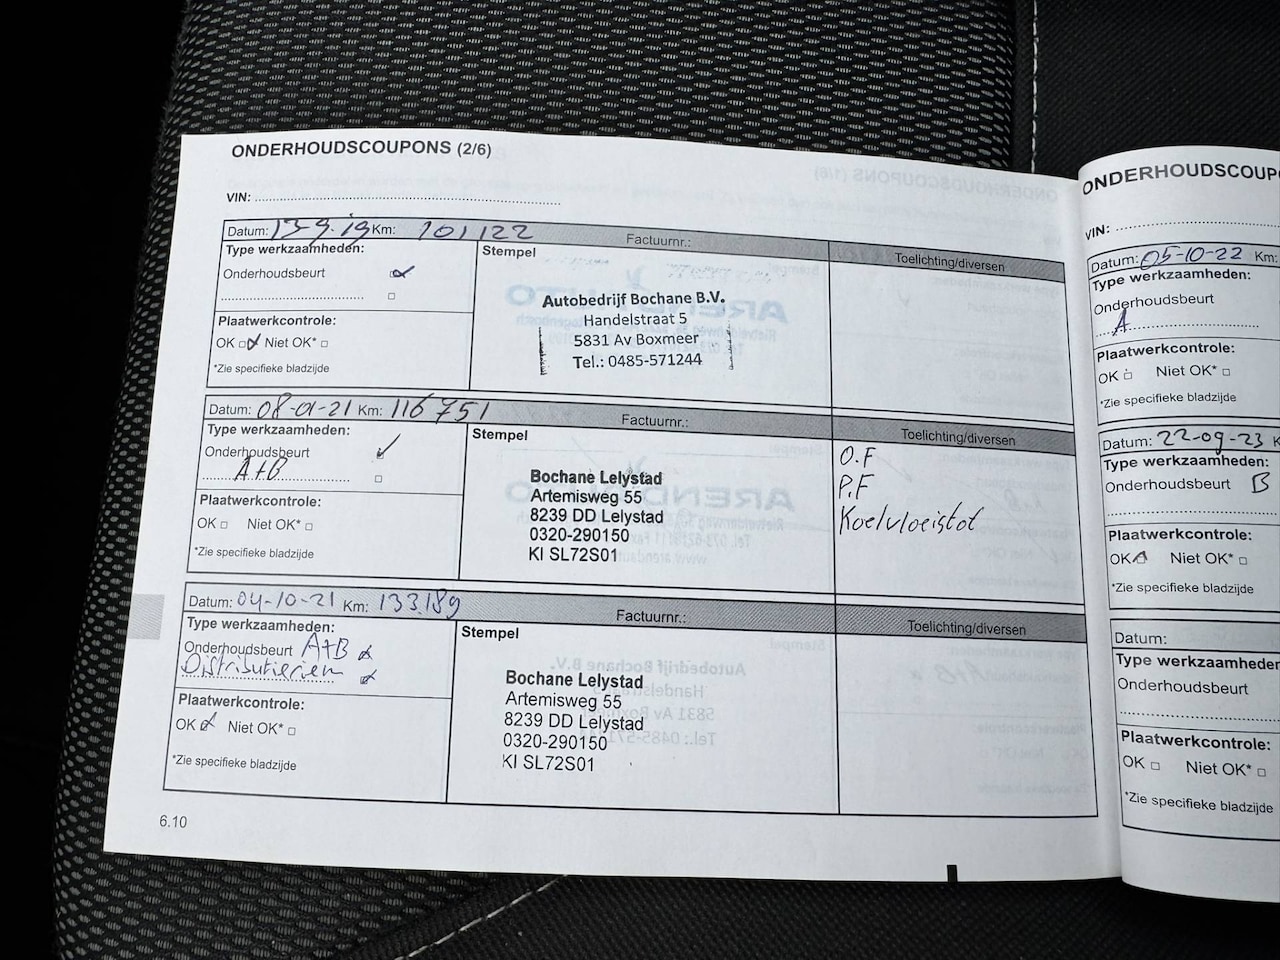 ONDERHOUDSCOUPONS (2/6)
VIN:
Datum: 13-9-19 Km: 101122 Factuurnr.:
Type werkzaamheden:
Onderhoudsbeurt
Plaatwerkcontrole:
OK Niet OK*
*Zie specifieke bladzijde
Stempel
Autobedrijf Bochane B.V.
Handelstraat 5
5831 Av Boxmeer
Tel.: 0485-571244
Toelichting/diversen
Datum: 08-01-21 Km: 116751 Factuurnr.:
Type werkzaamheden:
Onderhoudsbeurt
A+B
Plaatwerkcontrole:
OK Niet OK*
*Zie specifieke bladzijde
Stempel
Bochane Lelystad
Artemisweg 55
8239 DD Lelystad
0320-290150
KI SL72S01
Toelichting/diversen
O.F
P.F
Koelvloeistof
Datum: 04-10-21 Km: 133.189 Factuurnr.:
Type werkzaamheden:
Onderhoudsbeurt A+B
Distributieriem
Plaatwerkcontrole:
OK Niet OK*
*Zie specifieke bladzijde
Stempel
Bochane Lelystad
Artemisweg 55
8239 DD Lelystad
0320-290150
KI SL72S01
Toelichting/diversen
6.10
ONDERHOUDSCOUP
VIN:
Datum: 05-10-22 Km:
Type werkzaamheden:
Onderhoudsbeurt
A
Plaatwerkcontrole:
OK Niet OK*
*Zie specifieke bladzijde
Datum: 22-09-23 K
Type werkzaamheden:
Onderhoudsbeurt B
Plaatwerkcontrole:
OK Niet OK*
*Zie specifieke bladzijde
Datum:
Type werkzaamheden
Onderhoudsbeurt
Plaatwerkcontrole:
OK Niet OK*
*Zie specifieke bladzijde